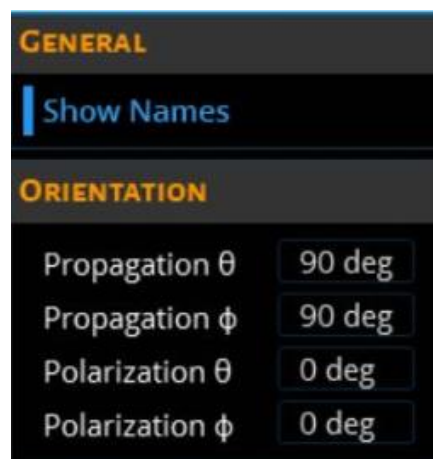 GENERAL
Show Names
ORIENTATION
Propagation θ 90 deg
Propagation ϕ 90 deg
Polarization θ 0 deg
Polarization ϕ 0 deg